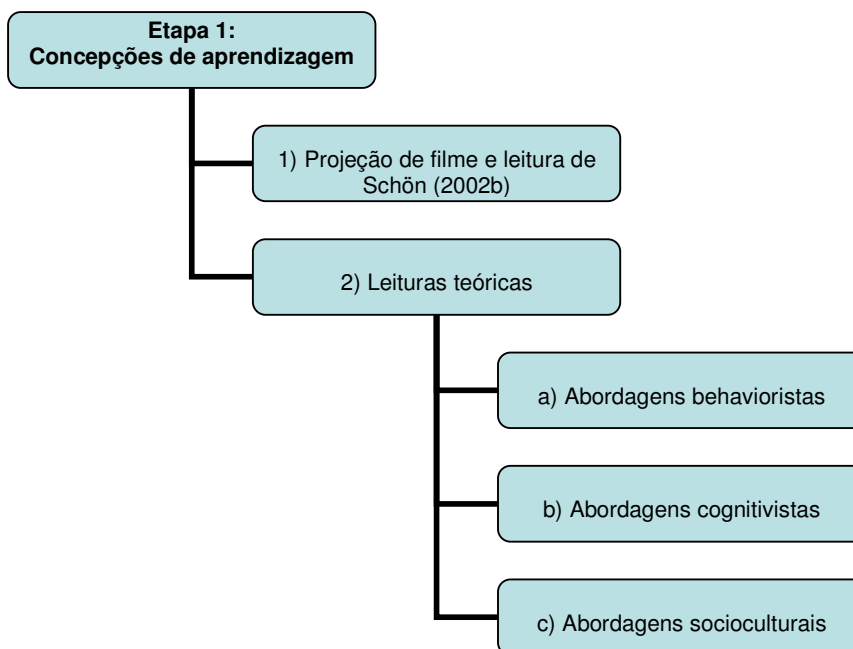 Etapa 1:
Concepções de aprendizagem
1) Projeção de filme e leitura de
Schön (2002b)
2) Leituras teóricas
a) Abordagens behavioristas
b) Abordagens cognitivistas
c) Abordagens socioculturais